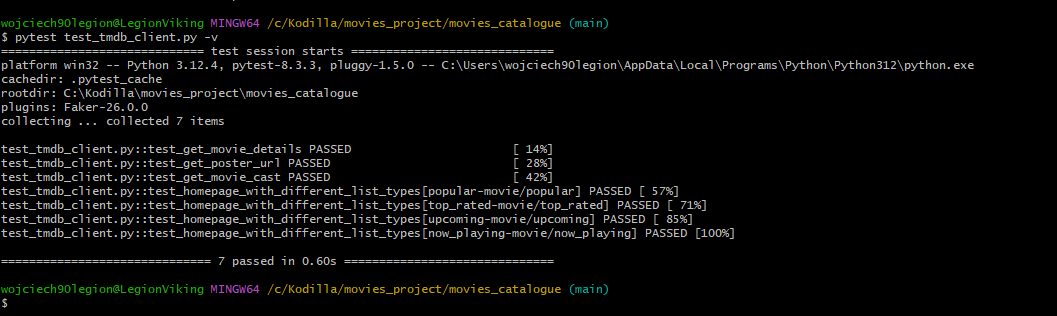 wojciech90legion@LegionViking MINGW64 /c/Kodilla/movies_project/movies_catalogue (main)
$ pytest test_tmdb_client.py -v
============================= test session starts =============================
platform win32 -- Python 3.12.4, pytest-8.3.3, pluggy-1.5.0 -- C:\Users\wojciech90legion\AppData\Local\Programs\Python\Python312\python.exe
cachedir: .pytest_cache
rootdir: C:\Kodilla\movies_project\movies_catalogue
plugins: Faker-26.0.0
collecting ... collected 7 items
test_tmdb_client.py::test_get_movie_details PASSED                       [ 14%]
test_tmdb_client.py::test_get_poster_url PASSED                          [ 28%]
test_tmdb_client.py::test_get_movie_cast PASSED                          [ 42%]
test_tmdb_client.py::test_homepage_with_different_list_types[popular-movie/popular] PASSED [ 57%]
test_tmdb_client.py::test_homepage_with_different_list_types[top_rated-movie/top_rated] PASSED [ 71%]
test_tmdb_client.py::test_homepage_with_different_list_types[upcoming-movie/upcoming] PASSED [ 85%]
test_tmdb_client.py::test_homepage_with_different_list_types[now_playing-movie/now_playing] PASSED [100%]
============================== 7 passed in 0.60s ==============================
wojciech90legion@LegionViking MINGW64 /c/Kodilla/movies_project/movies_catalogue (main)
$